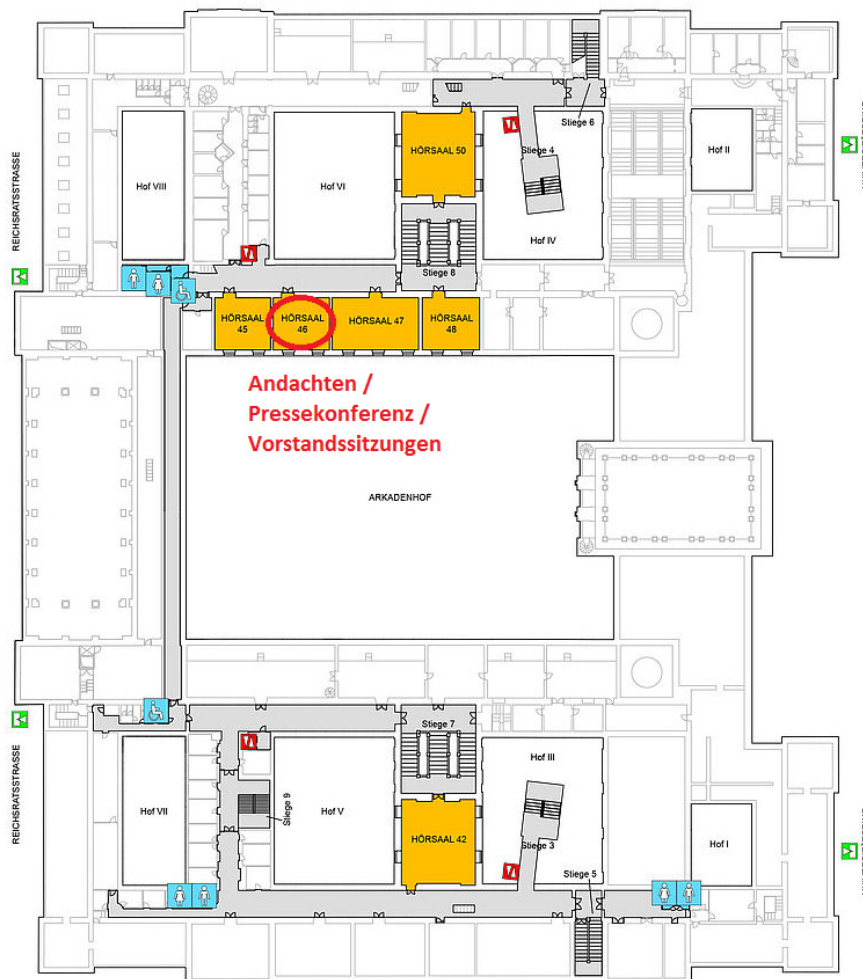 Stiege 6
REICHSRATSSTRASSE
Hof VIII
Hof VI
HÖRSAAL 50
Stiege 4
Hof IV
Hof II
Stiege 8
HÖRSAAL
45
HÖRSAAL
46
HÖRSAAL 47
HÖRSAAL
48
Andachten /
Pressekonferenz /
Vorstandssitzungen
ARKADENHOF
REICHSRATSSTRASSE
Stiege 7
Hof III
Hof VII
Stiege 9
Hof V
HÖRSAAL 42
Stiege 3
Hof I
Stiege 5